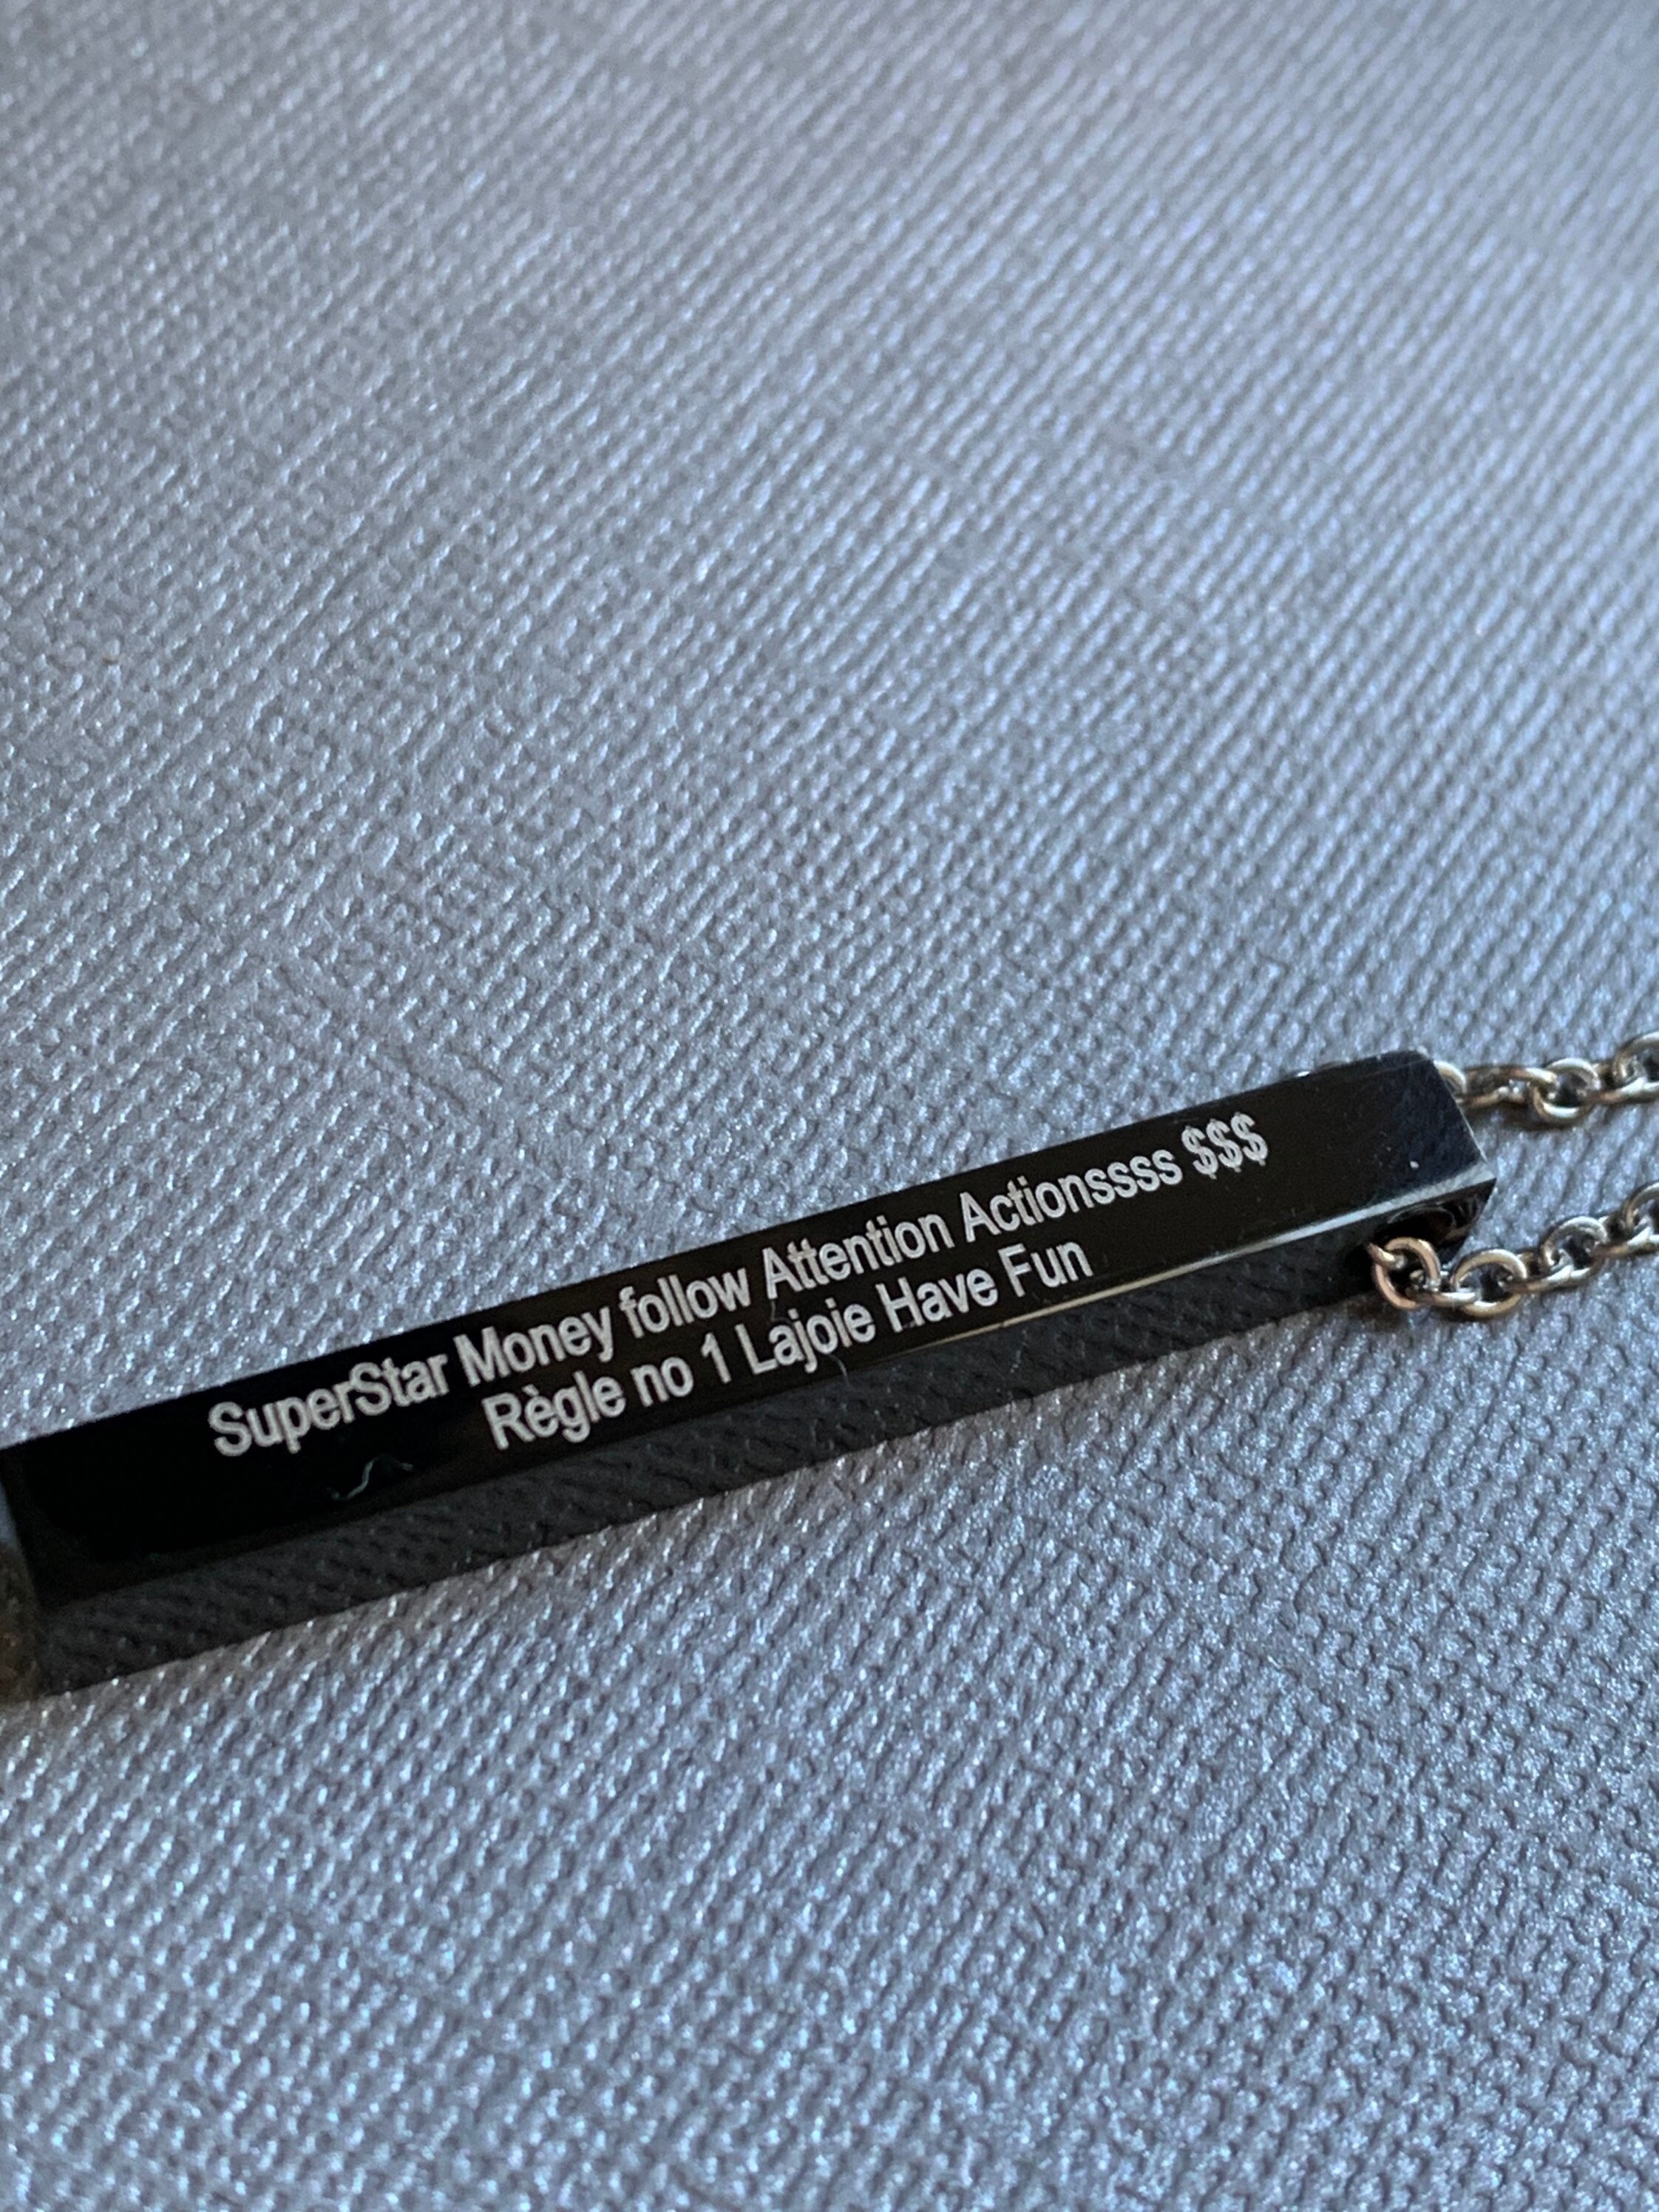 SuperStar Money follow Attention Actionssss $$$
Règle no 1 Lajoie Have Fun